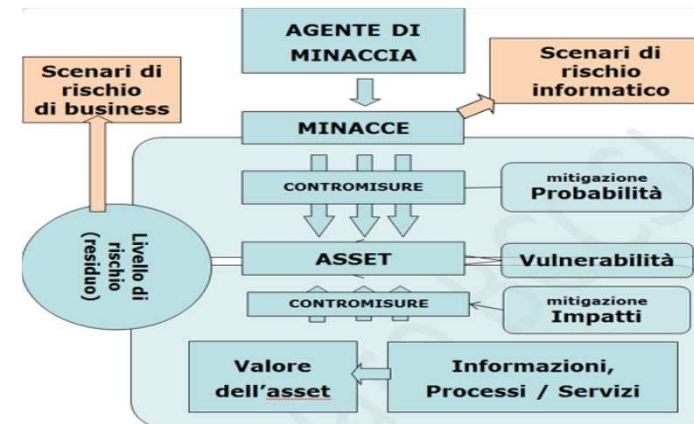 AGENTE DI
MINACCIA
Scenari di
rischio
di business
Scenari di
rischio
informatico
MINACCE
CONTROMISURE
mitigazione
Probabilità
Livello di
rischio
(residuo)
ASSET
Vulnerabilità
CONTROMISURE
mitigazione
Impatti
Valore
dell'asset
Informazioni,
Processi / Servizi